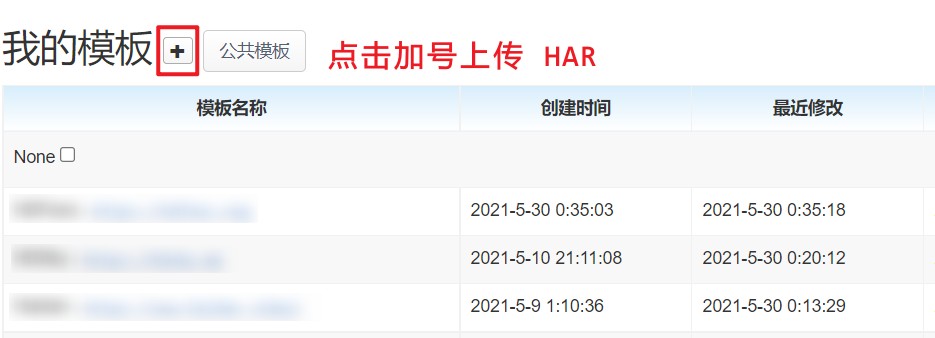 我的模板 + 公共模板 点击加号上传 HAR
模板名称 创建时间 最近修改
None
2021-5-30 0:35:03 2021-5-30 0:35:18
2021-5-10 21:11:08 2021-5-30 0:20:12
2021-5-9 1:10:36 2021-5-30 0:13:29